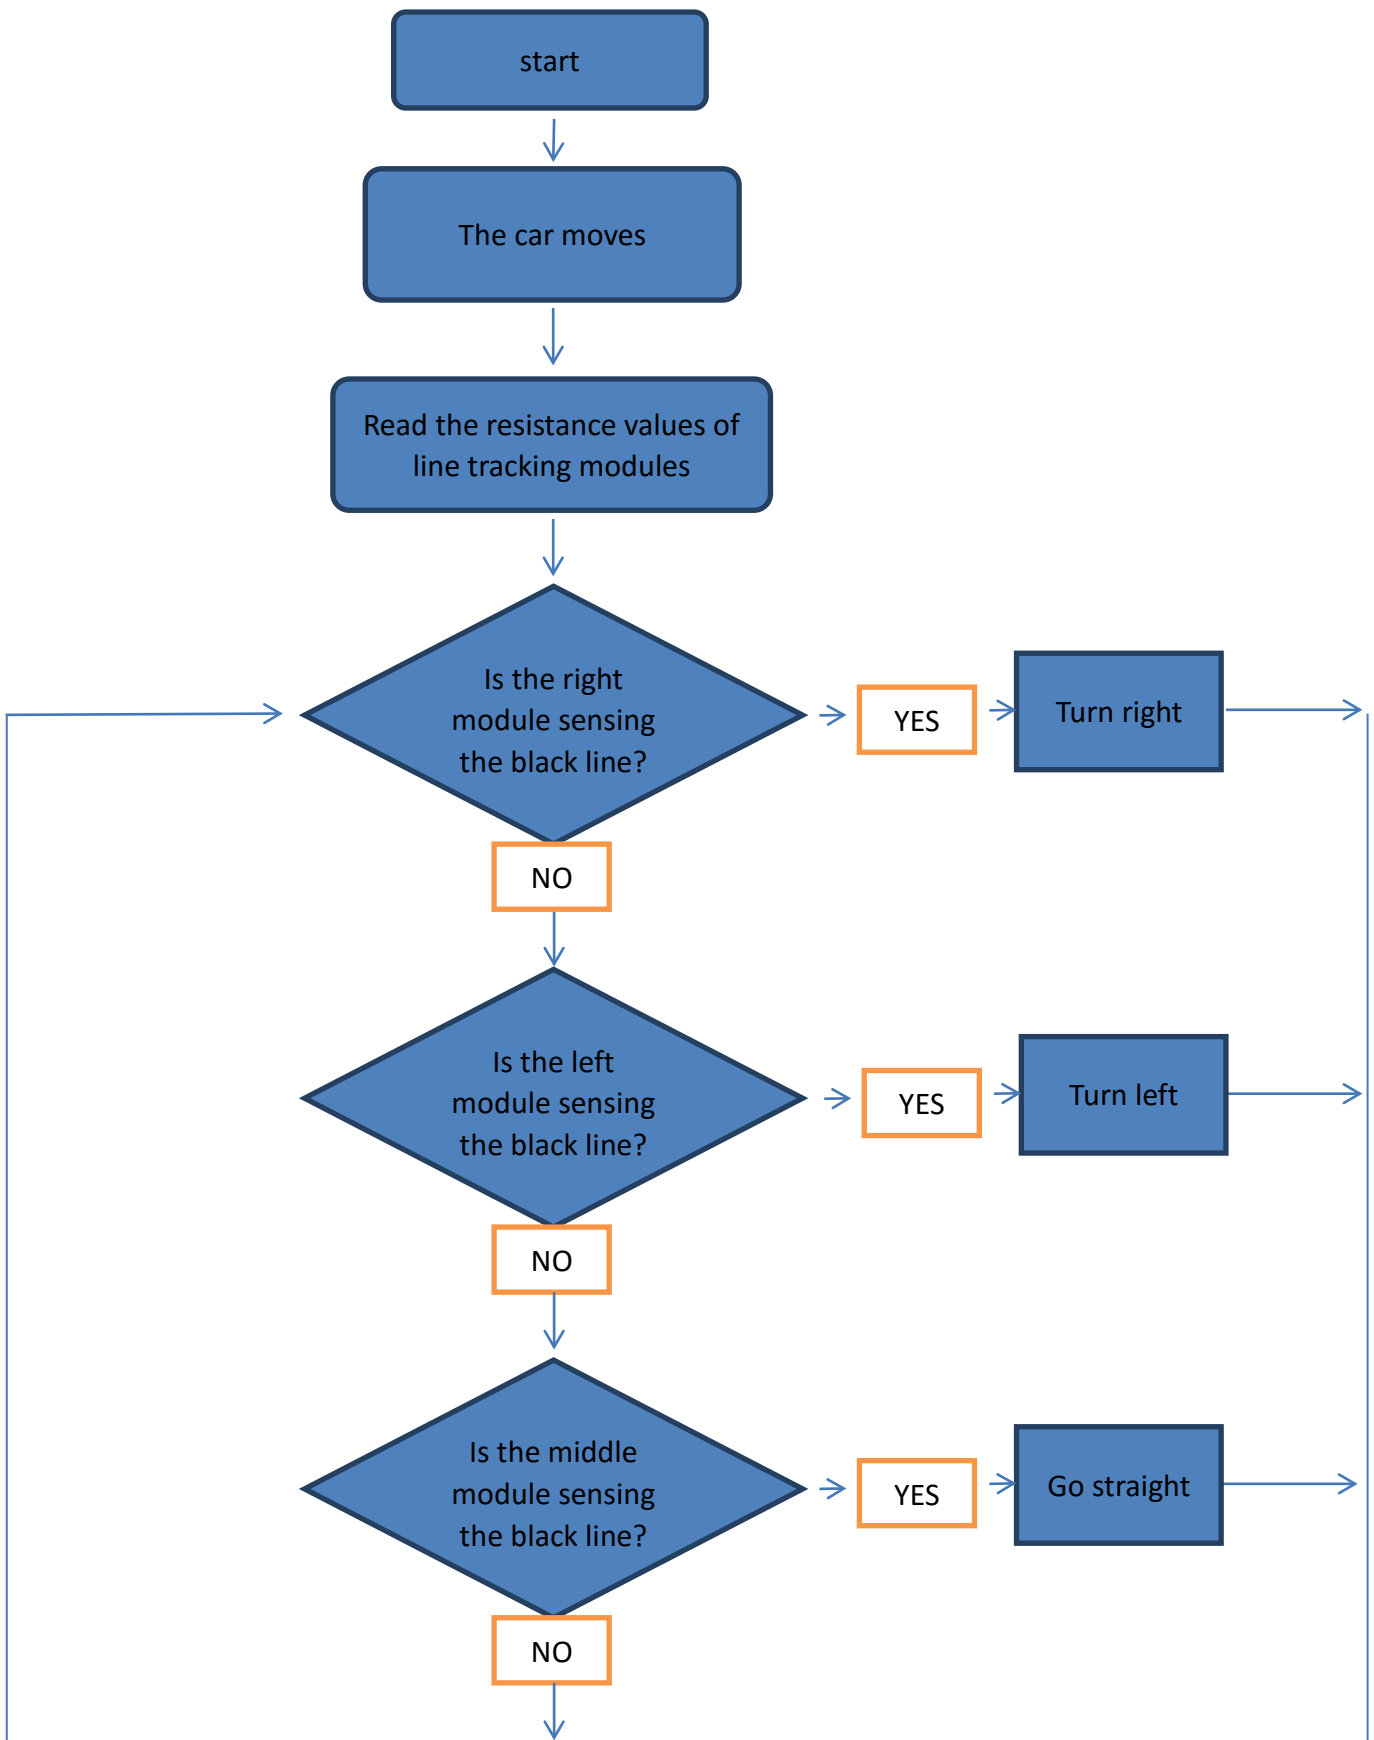 start
The car moves
Read the resistance values of
line tracking modules
Is the right
module sensing
the black line?
YES
Turn right
NO
Is the left
module sensing
the black line?
YES
Turn left
NO
Is the middle
module sensing
the black line?
YES
Go straight
NO